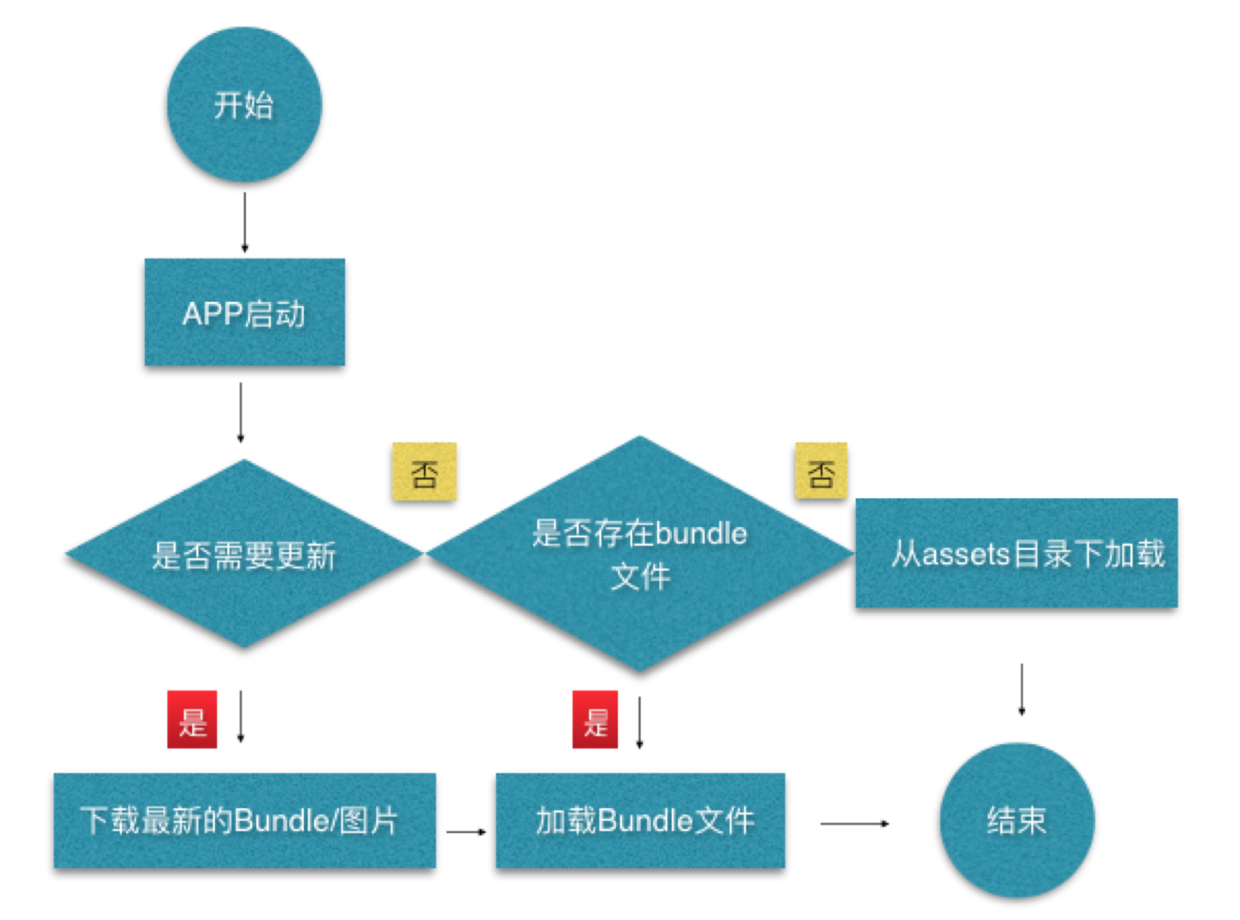 开始
APP启动
否
否
是否需要更新
是否存在bundle
文件
从assets目录下加载
是
是
下载最新的Bundle/图片
加载Bundle文件
结束